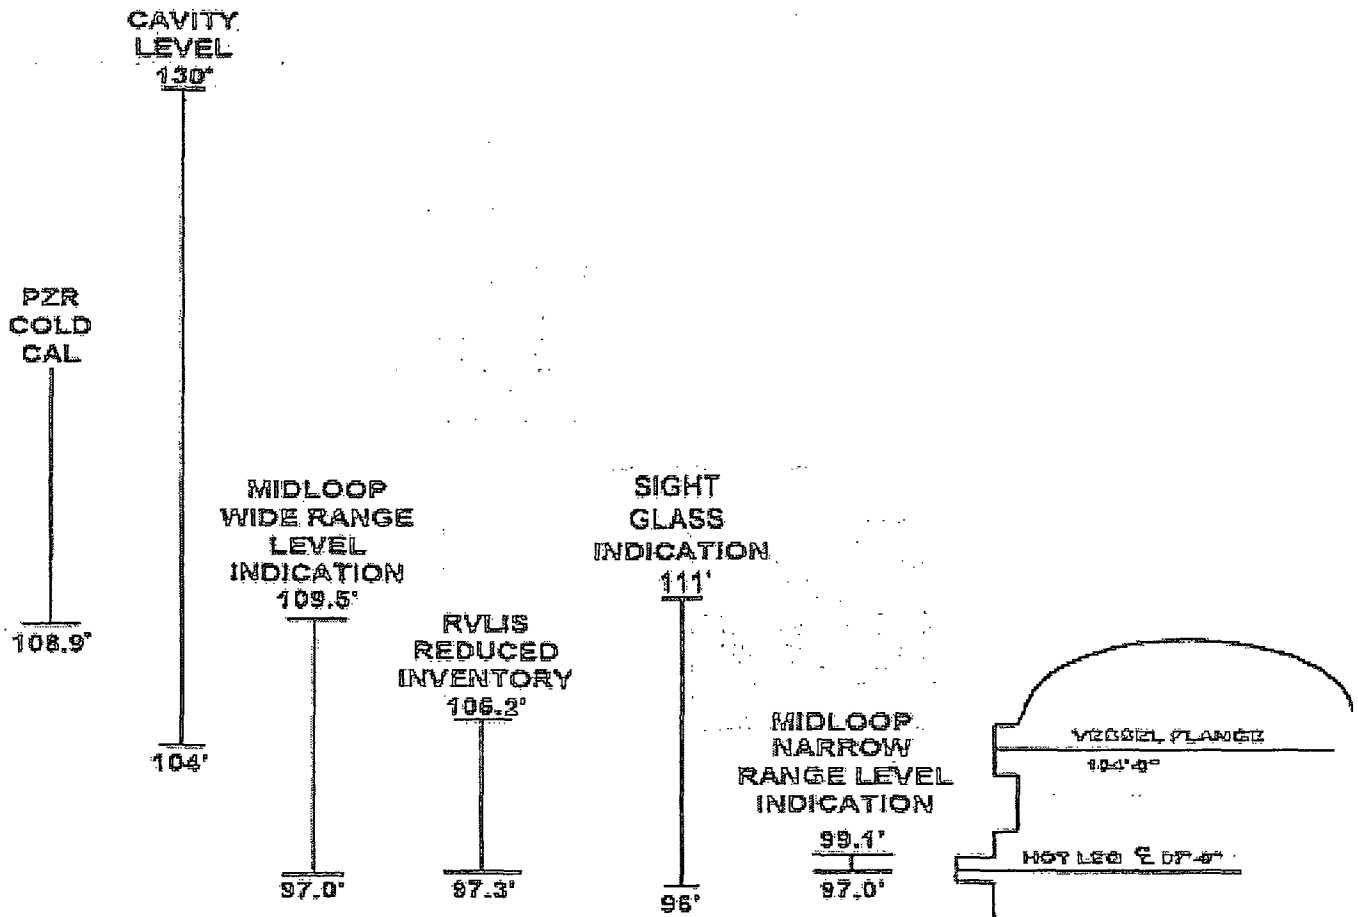 CAVITY
LEVEL
130'
PZR
COLD
CAL
108.9'
104'
MIDLOOP
WIDE RANGE
LEVEL
INDICATION
109.5'
97.0'
RVLIS
REDUCED
INVENTORY
106.2'
97.3'
SIGHT
GLASS
INDICATION
111'
96'
MIDLOOP
NARROW
RANGE LEVEL
INDICATION
99.1'
97.0'
VESSEL FLANGE
104'-0"
HOT LEG ℄